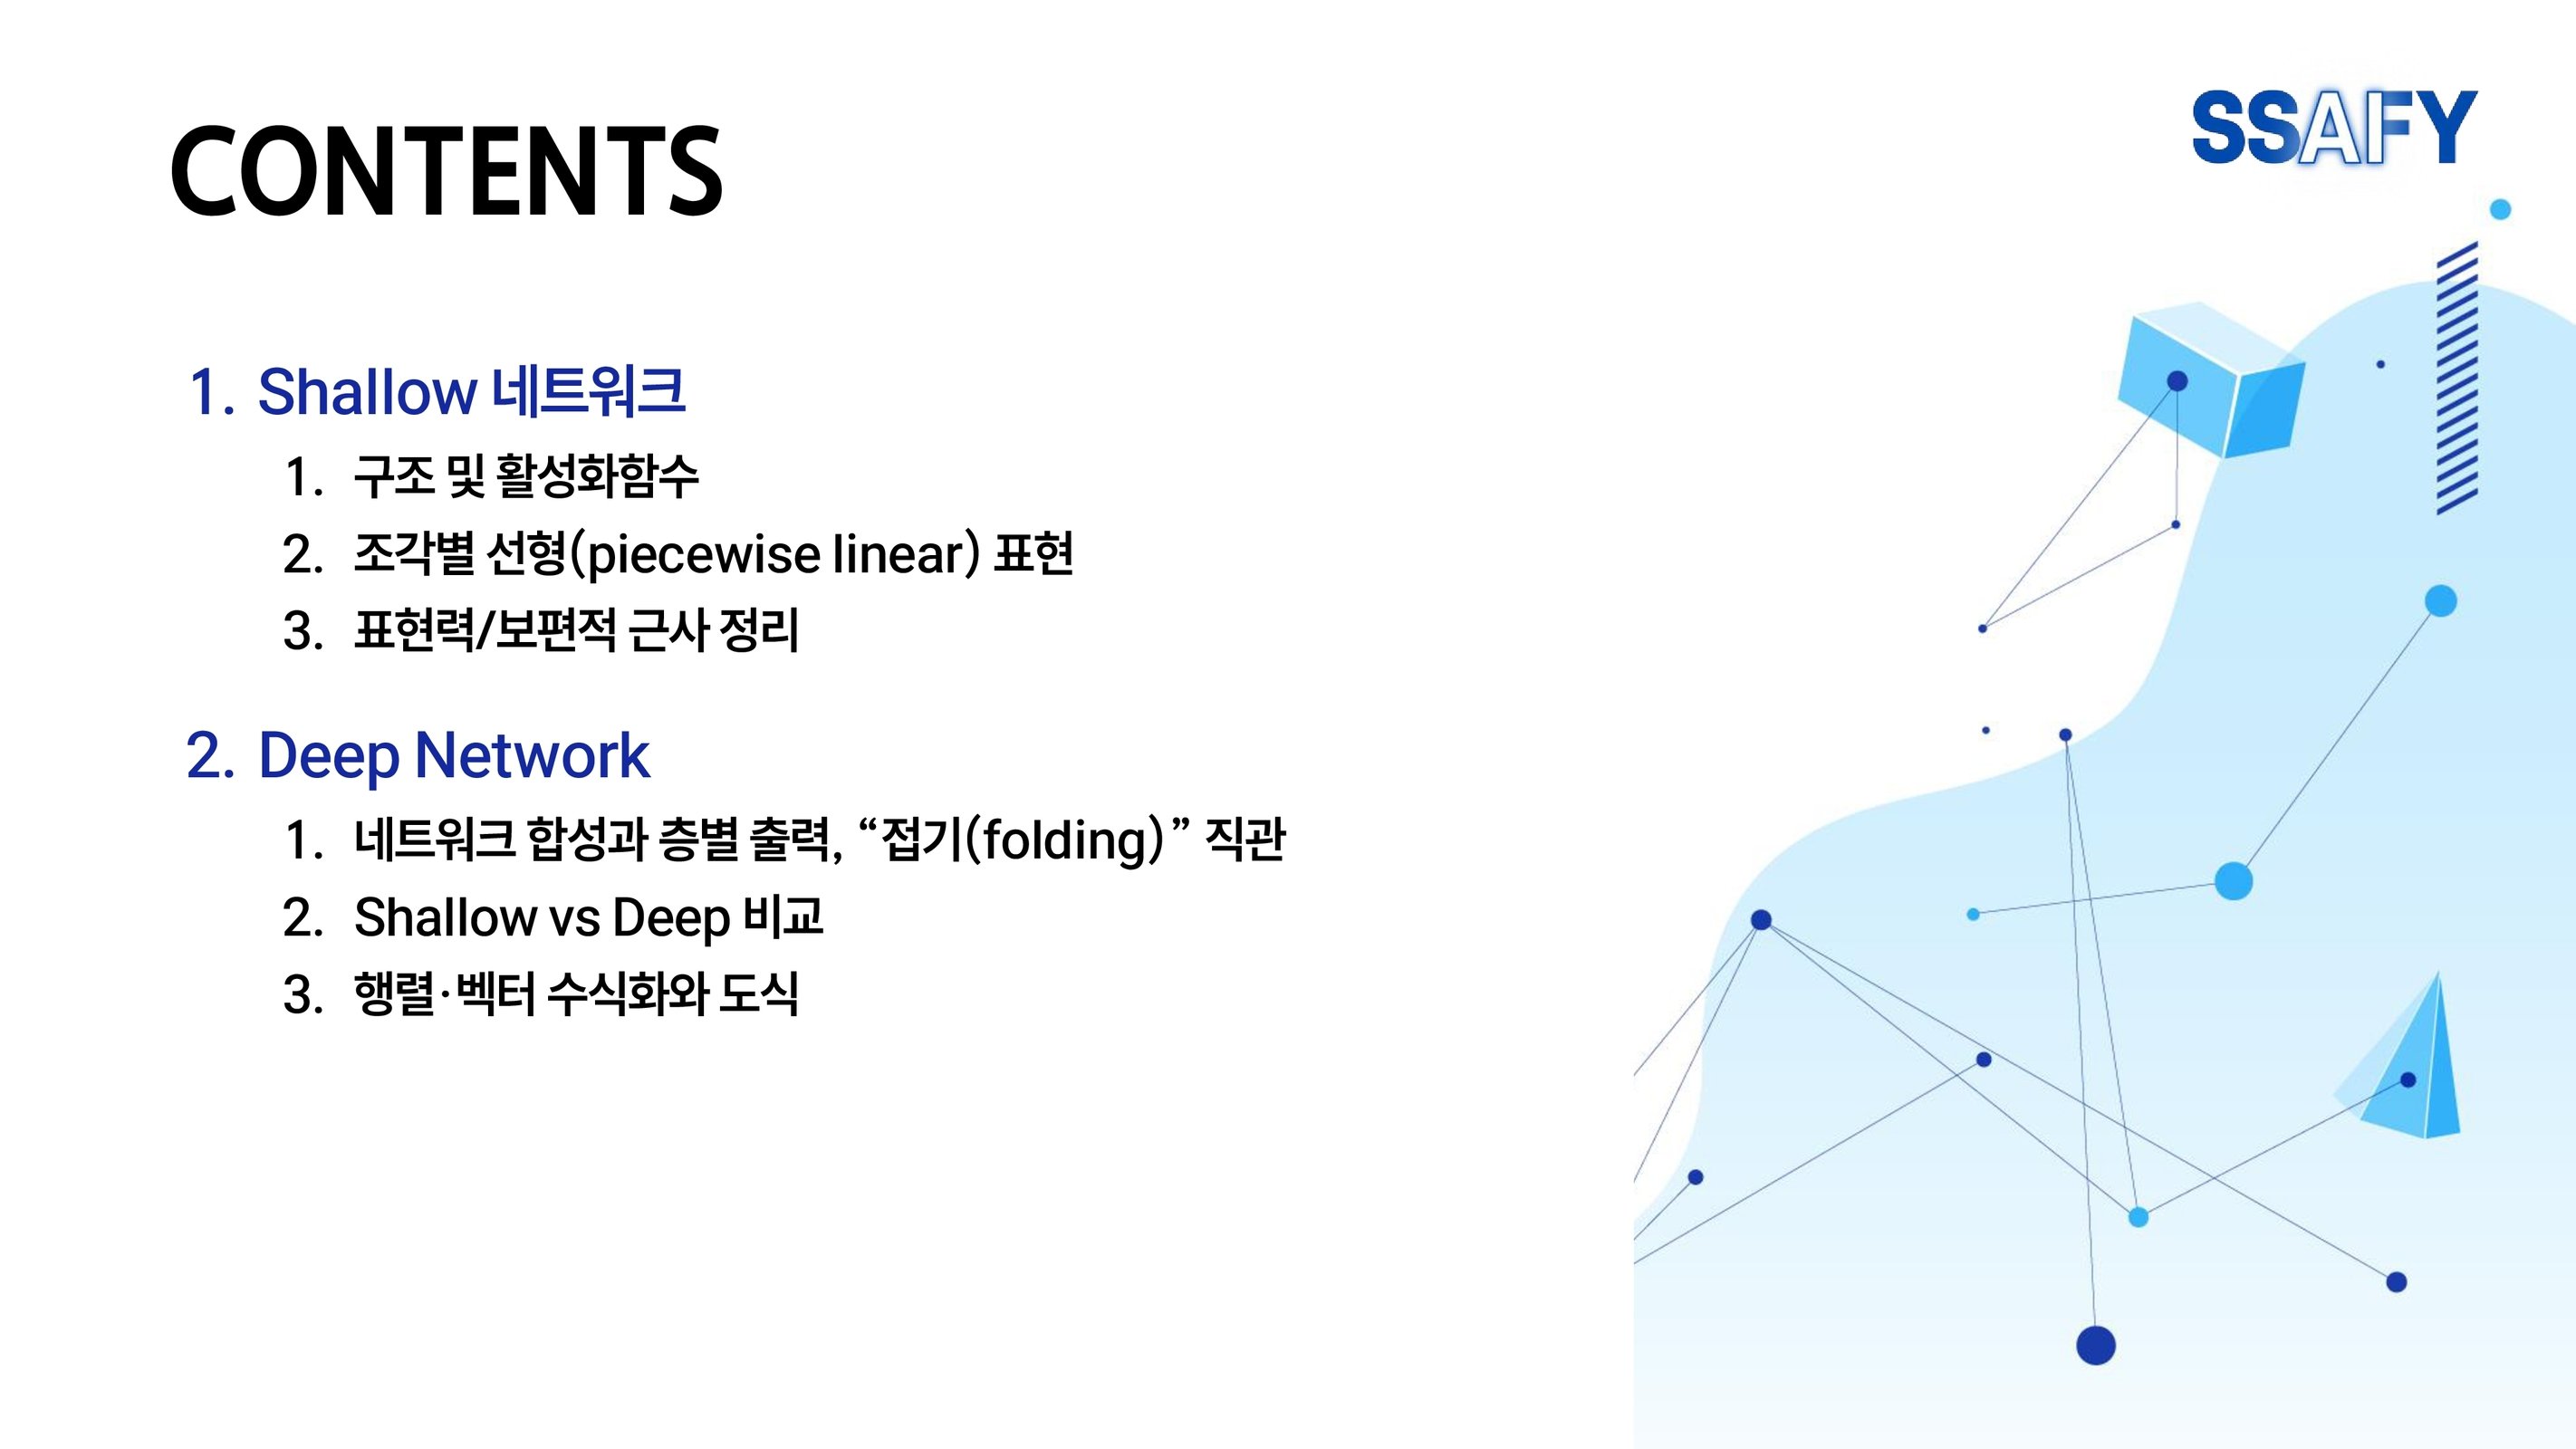 CONTENTS
SSAFY
1. Shallow 네트워크
1. 구조 및 활성화함수
2. 조각별 선형(piecewise linear) 표현
3. 표현력/보편적 근사 정리
2. Deep Network
1. 네트워크 합성과 층별 출력, “접기(folding)” 직관
2. Shallow vs Deep 비교
3. 행렬·벡터 수식화와 도식